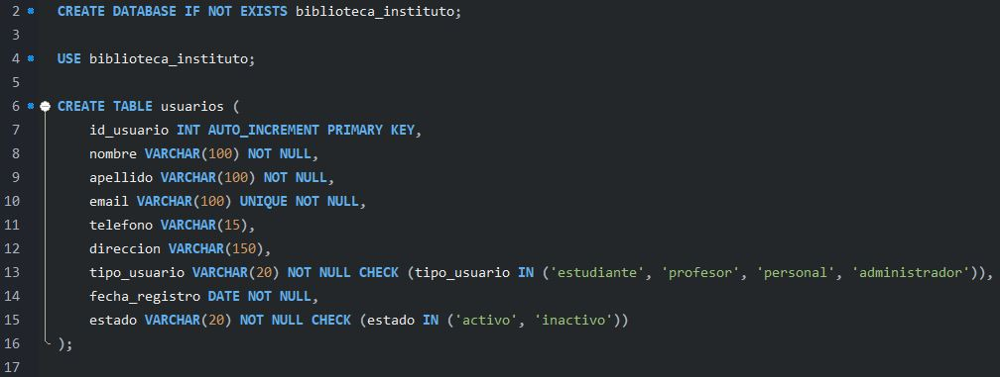 2 CREATE DATABASE IF NOT EXISTS biblioteca_instituto;
3
4 USE biblioteca_instituto;
5
6 CREATE TABLE usuarios (
7 id_usuario INT AUTO_INCREMENT PRIMARY KEY,
8 nombre VARCHAR(100) NOT NULL,
9 apellido VARCHAR(100) NOT NULL,
10 email VARCHAR(100) UNIQUE NOT NULL,
11 telefono VARCHAR(15),
12 direccion VARCHAR(150),
13 tipo_usuario VARCHAR(20) NOT NULL CHECK (tipo_usuario IN ('estudiante', 'profesor', 'personal', 'administrador')),
14 fecha_registro DATE NOT NULL,
15 estado VARCHAR(20) NOT NULL CHECK (estado IN ('activo', 'inactivo'))
16 );
17